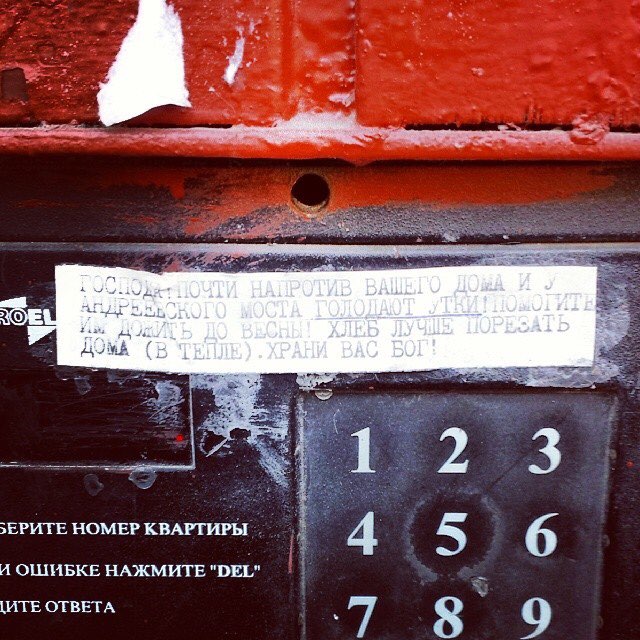 ГОСПОДА!ПОЧТИ НАПРОТИВ ВАШЕГО ДОМА И У
АНДРЕЕВСКОГО МОСТА ГОЛОДАЮТ УТКИ!ПОМОГИТЕ
ИМ ДОЖИТЬ ДО ВЕСНЫ! ХЛЕБ ЛУЧШЕ ПОРЕЗАТЬ
ДОМА (В ТЕПЛЕ).ХРАНИ ВАС БОГ!
ROEL
1 2 3
4 5 6
7 8 9
БЕРИТЕ НОМЕР КВАРТИРЫ
И ОШИБКЕ НАЖМИТЕ "DEL"
ДИТЕ ОТВЕТА